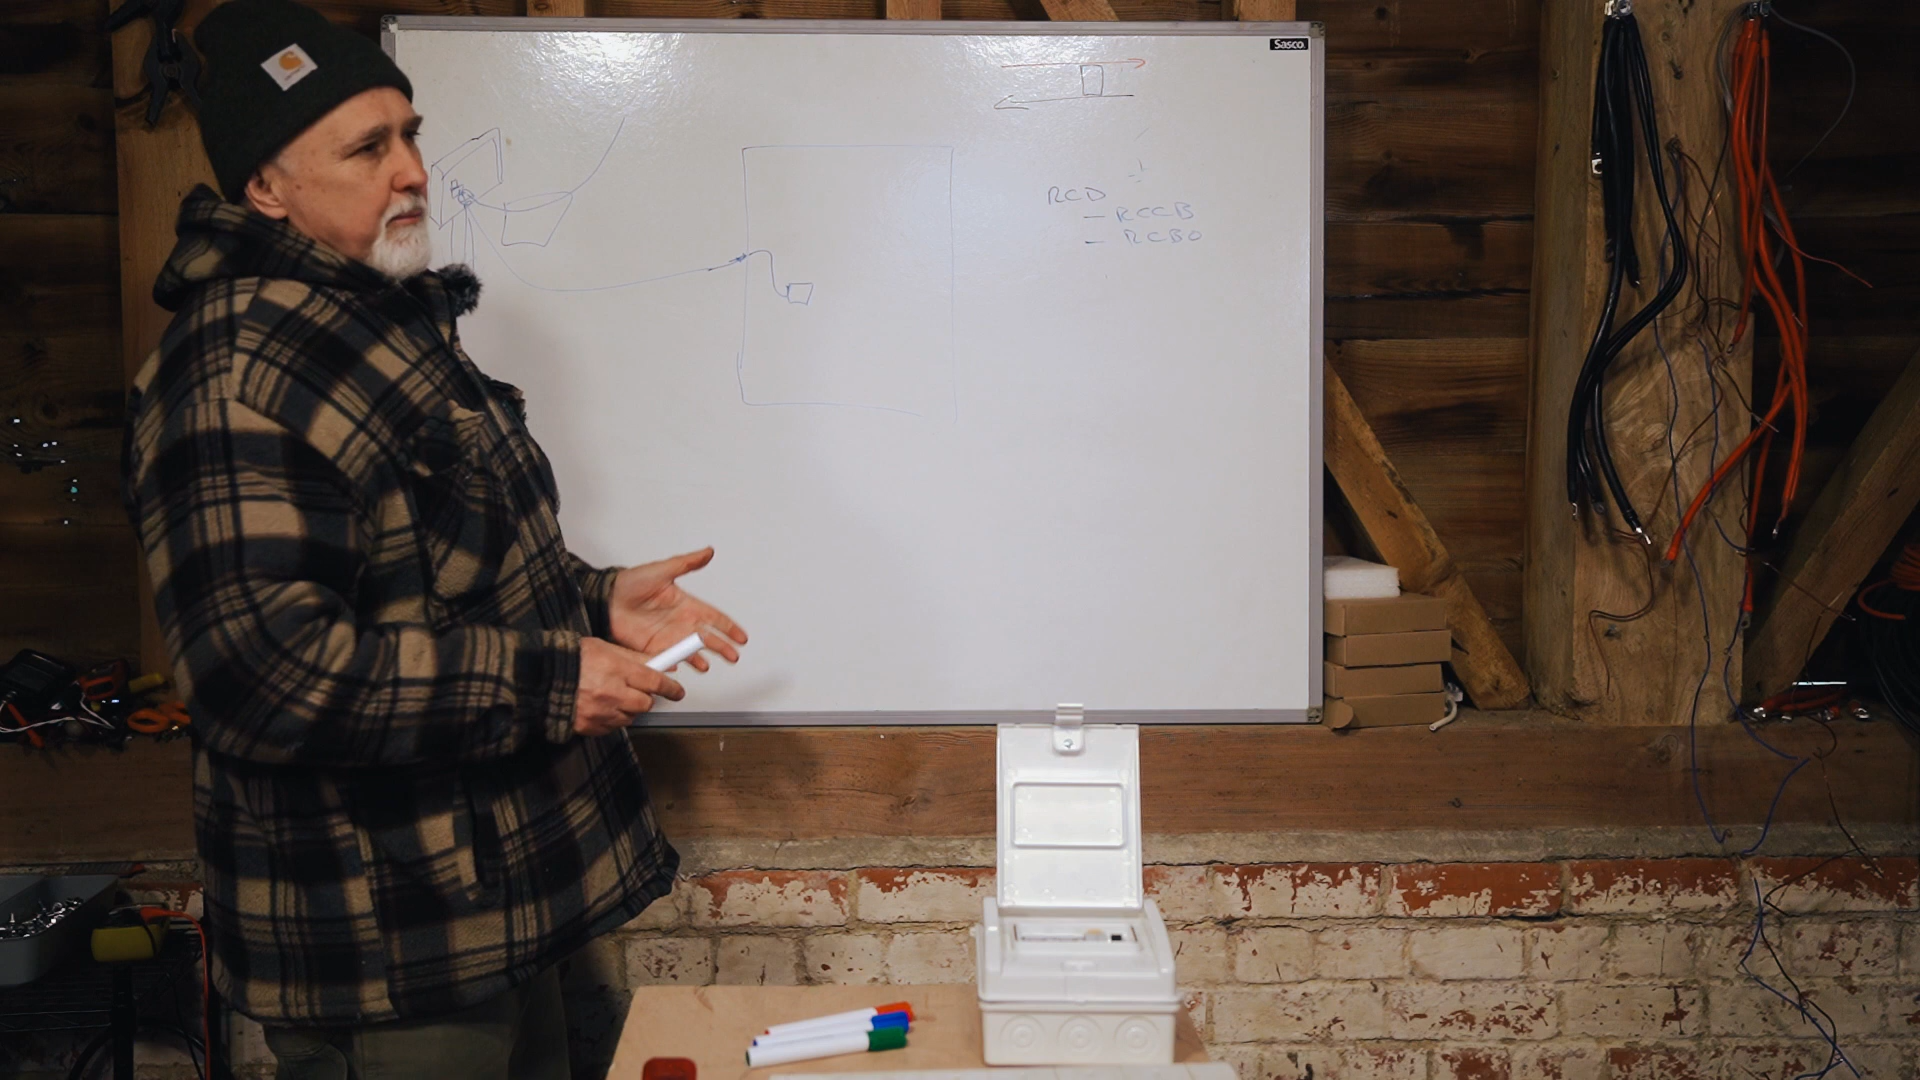 Sasco.
RCD
- RCCB
- RCBO